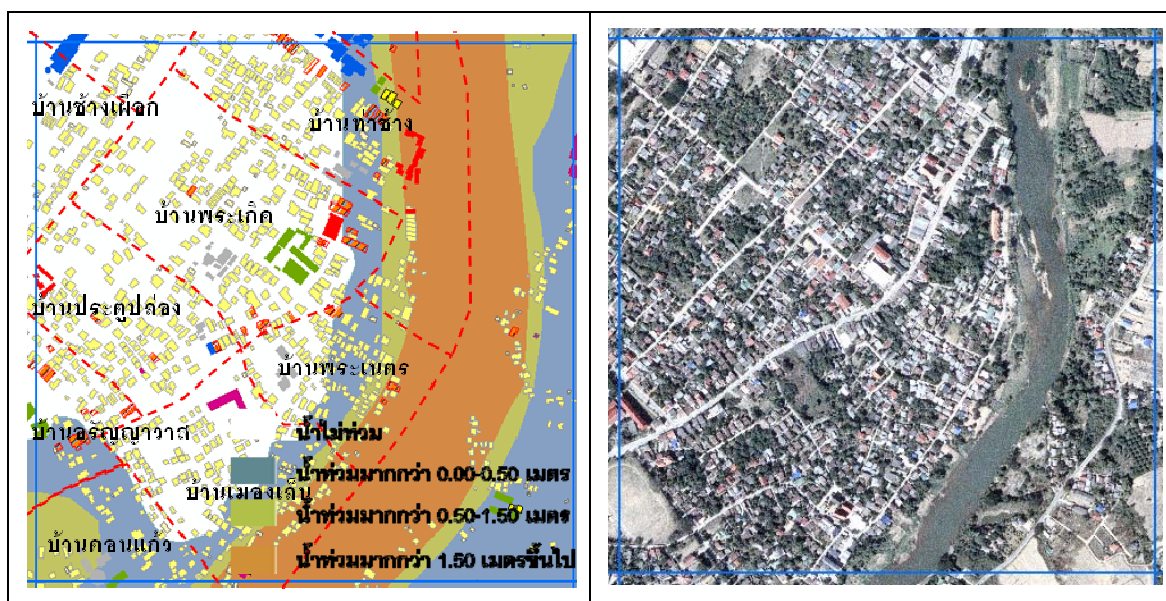 บ้านช้างเผือก
บ้านท่าช้าง
บ้านพระเกิด
บ้านประตูปล่อง
บ้านพระเนตร
บ้านอรัญญาวาส
น้ำไม่ท่วม
น้ำท่วมมากกว่า 0.00-0.50 เมตร
บ้านเมืองเล็น
น้ำท่วมมากกว่า 0.50-1.50 เมตร
บ้านดอนแก้ว
น้ำท่วมมากกว่า 1.50 เมตรขึ้นไป